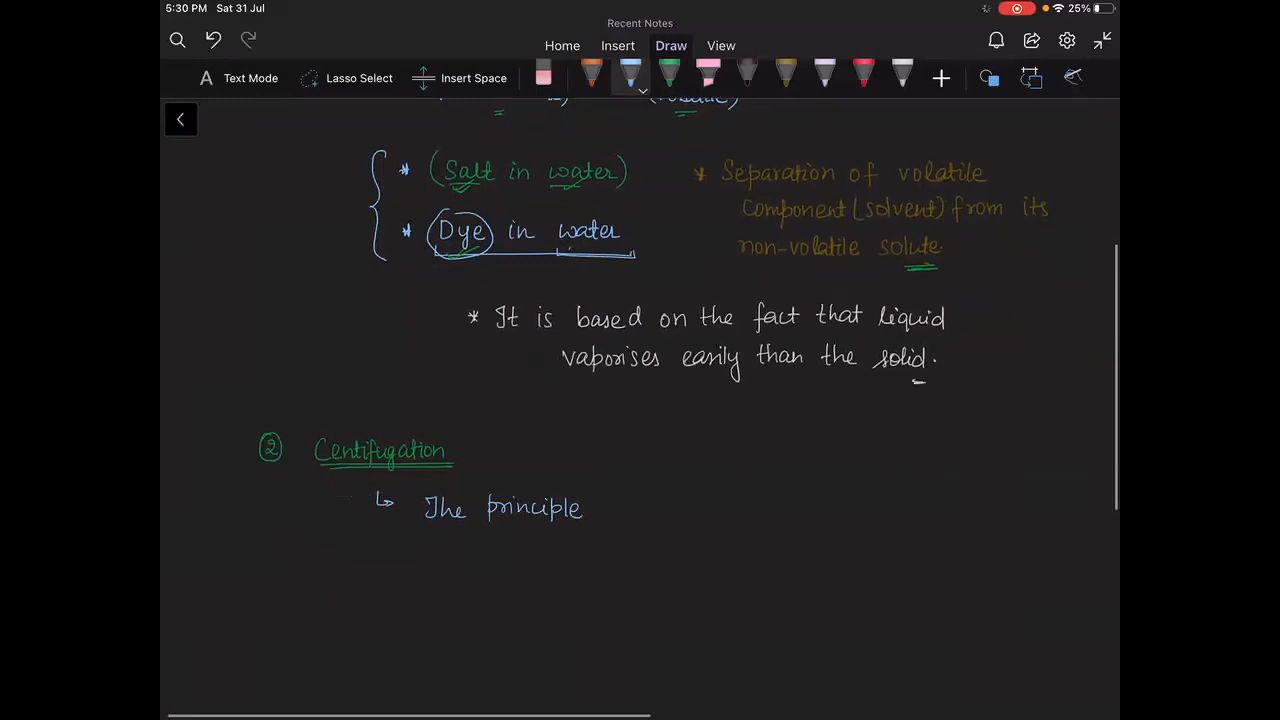 5:30 PM Sat 31 Jul
25%
Recent Notes
Home Insert Draw View
Text Mode Lasso Select Insert Space
* (Salt in water)
* Dye in water
* Separation of volatile
component (solvent) from its
non-volatile solute.
* It is based on the fact that liquid
vaporises easily than the solid.
② Centifugation
↳ The principle